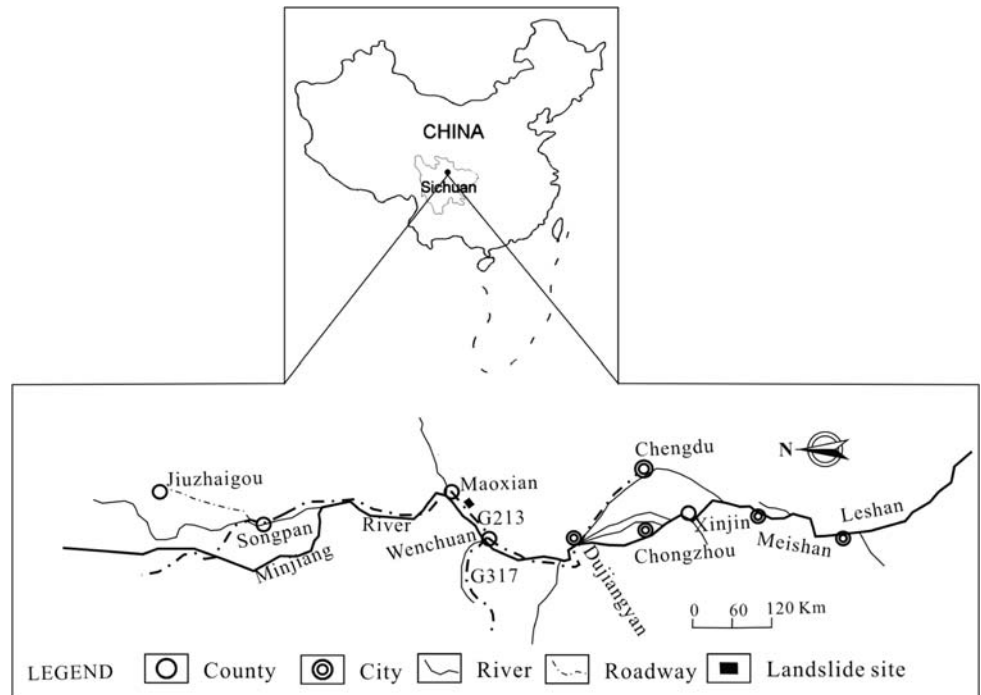 CHINA
Sichuan
Chengdu
N
Jiuzhaigou
Maoxian
Leshan
G213
River
Songpan
Xinjin
Wenchuan
Chongzhou
Meishan
Minjiang
G317
Dujiangyan
0 60 120 Km
LEGEND County City River Roadway Landslide site